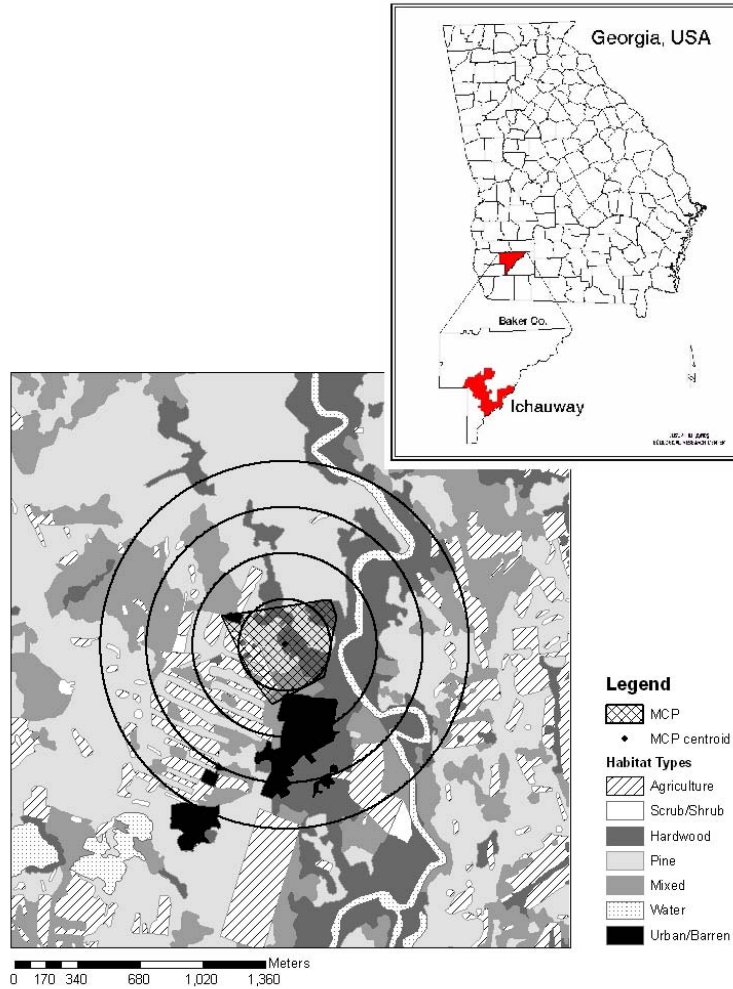 Georgia, USA
Baker Co.
Ichauway
Legend
MCP
MCP centroid
Habitat Types
Agriculture
Scrub/Shrub
Hardwood
Pine
Mixed
Water
Urban/Barren
Meters
0 170 340 680 1,020 1,360